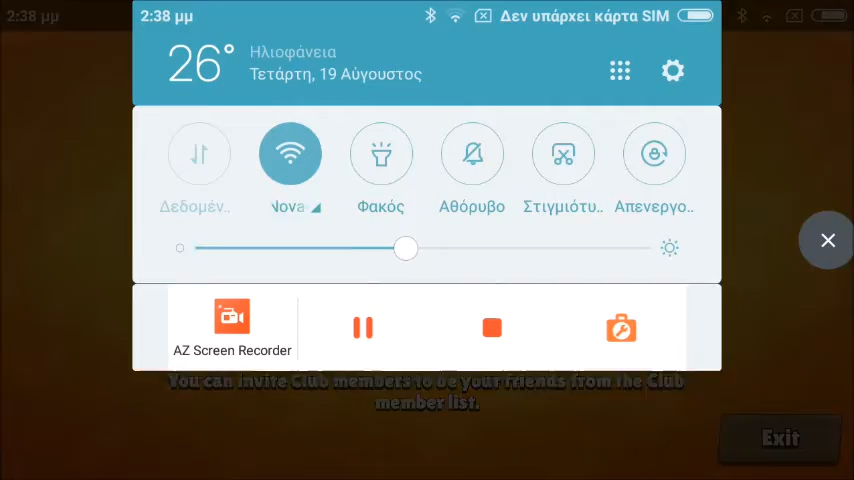 2:38 μμ
2:38 μμ
Δεν υπάρχει κάρτα SIM
26°
Ηλιοφάνεια
Τετάρτη, 19 Αύγουστος
Δεδομέν..
Nova
Φακός
Αθόρυβο
Στιγμιότυ..
Απενεργο..
AZ Screen Recorder
You can invite Club members to be your friends from the Club
member list.
Exit